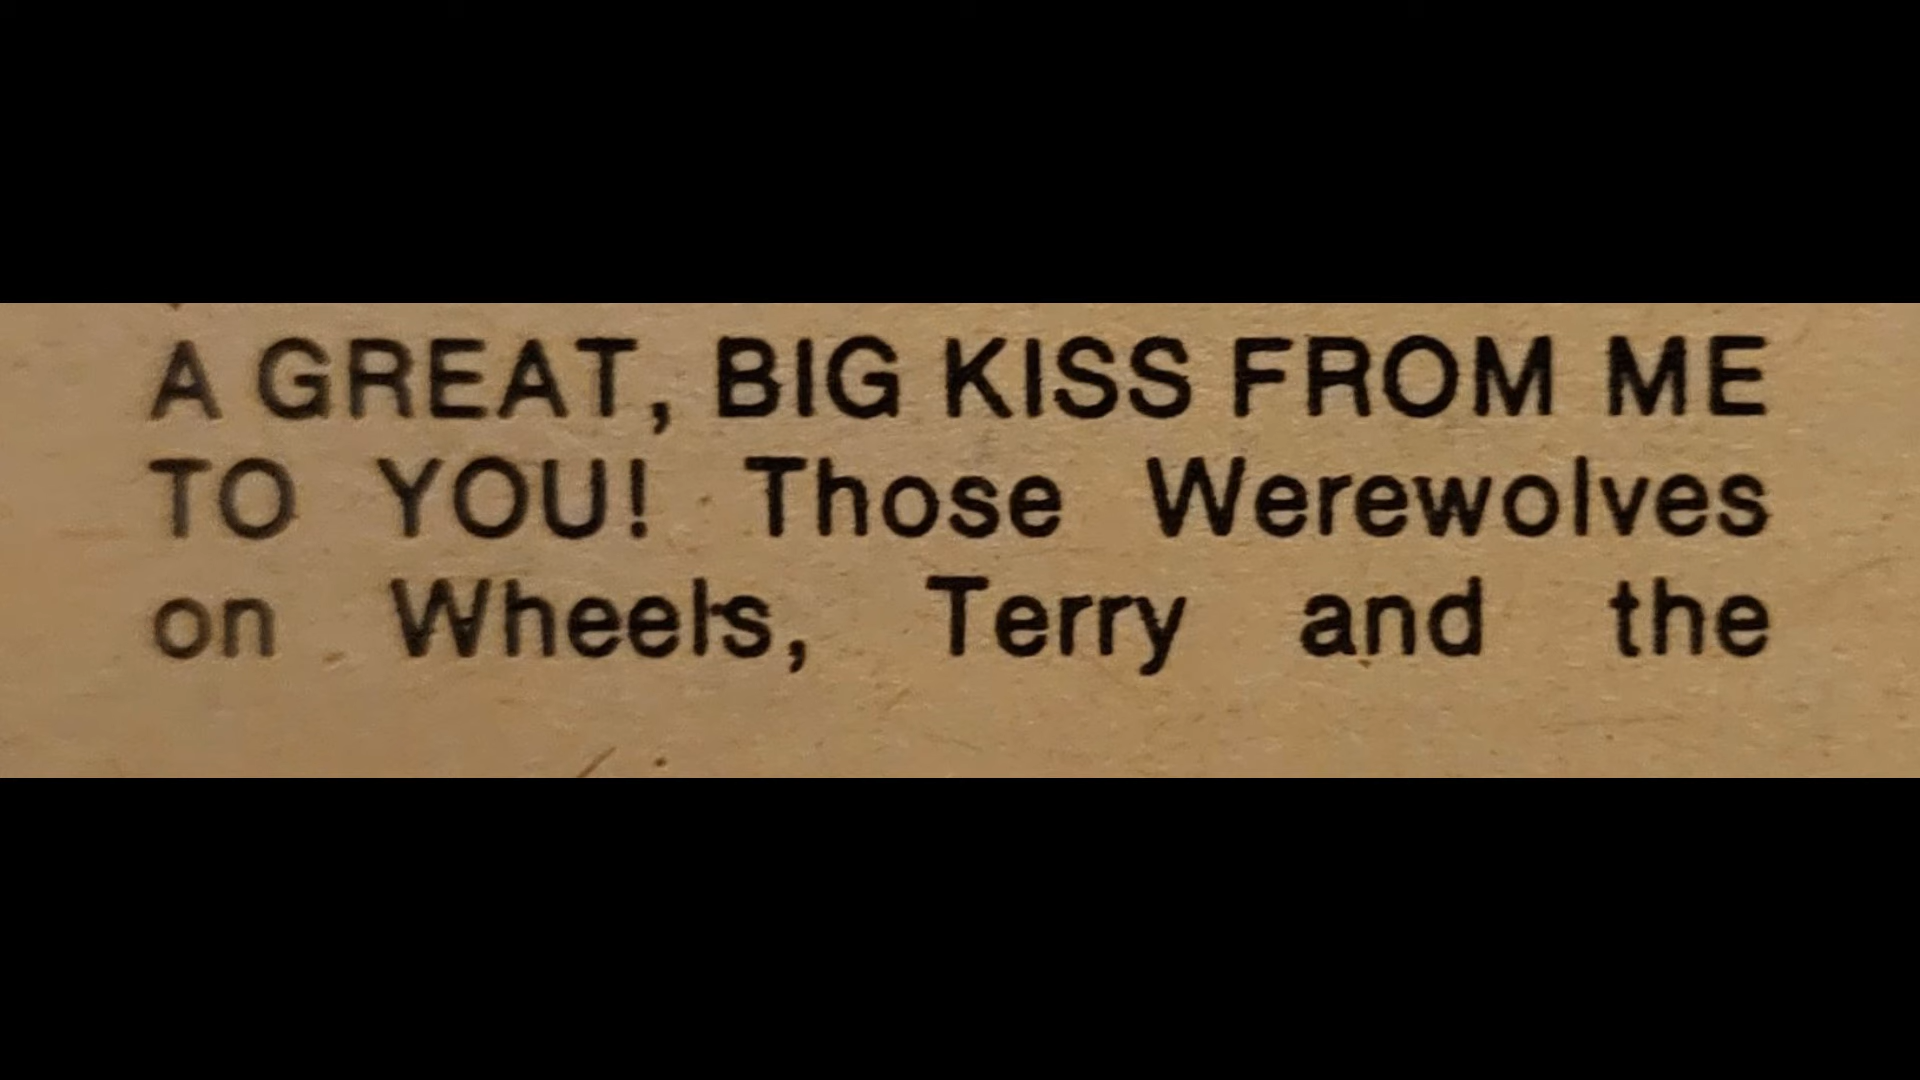 A GREAT, BIG KISS FROM ME
TO YOU! Those Werewolves
on Wheels, Terry and the